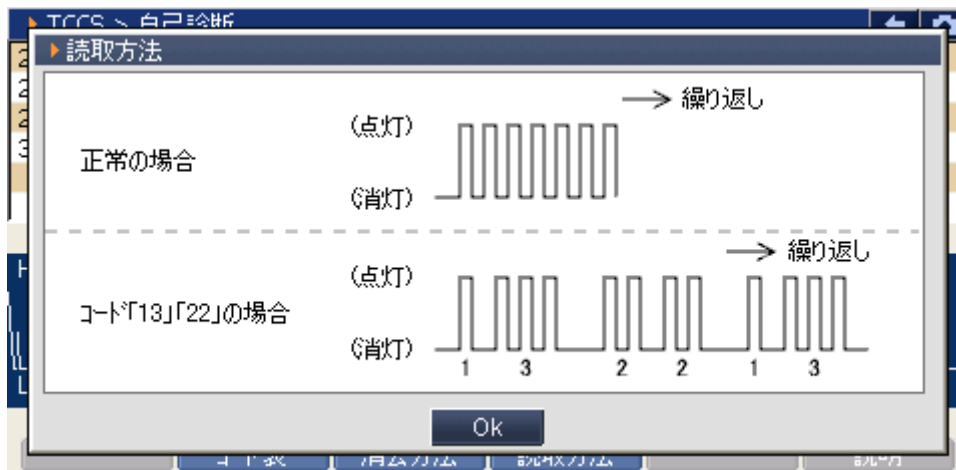 TCCS > 自己診断
読取方法
繰り返し
(点灯)
正常の場合
(消灯)
繰り返し
(点灯)
ｺｰﾄﾞ｢13｣｢22｣の場合
(消灯)
1 3 2 2 1 3
H
L
Ok
コード表 消去方法 読取方法 説明